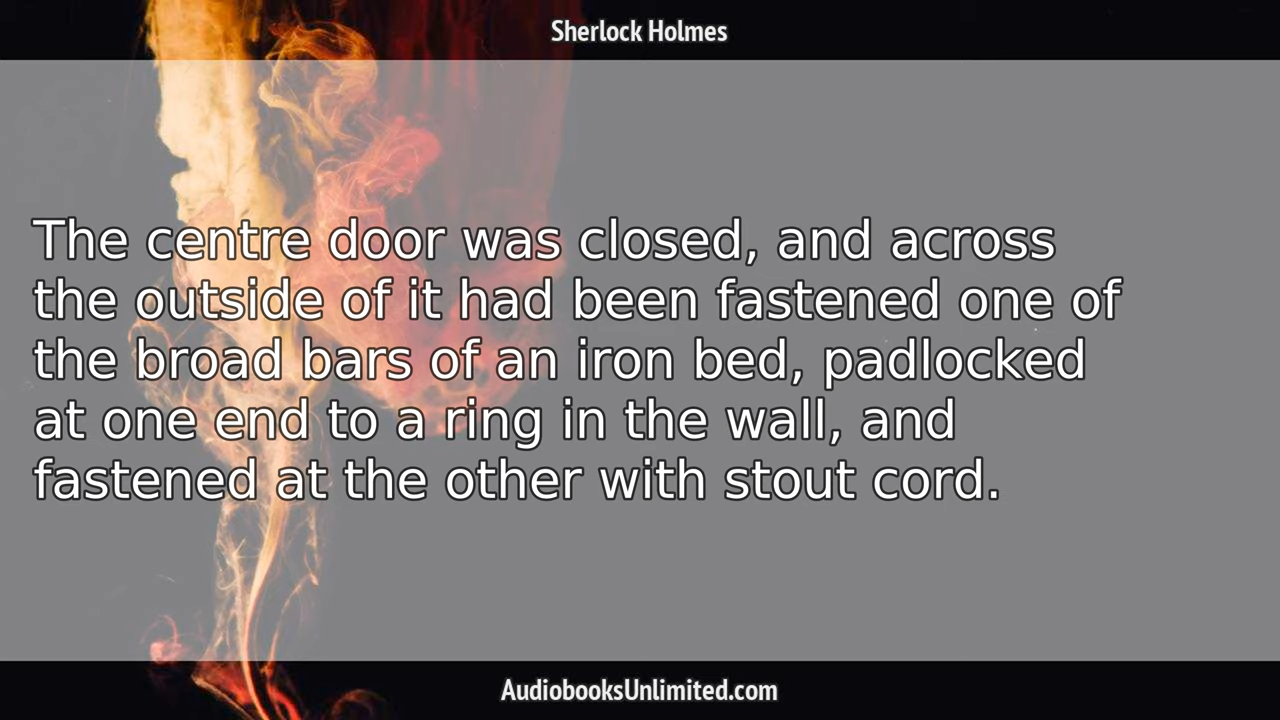 Sherlock Holmes
The centre door was closed, and across
the outside of it had been fastened one of
the broad bars of an iron bed, padlocked
at one end to a ring in the wall, and
fastened at the other with stout cord.
AudiobooksUnlimited.com